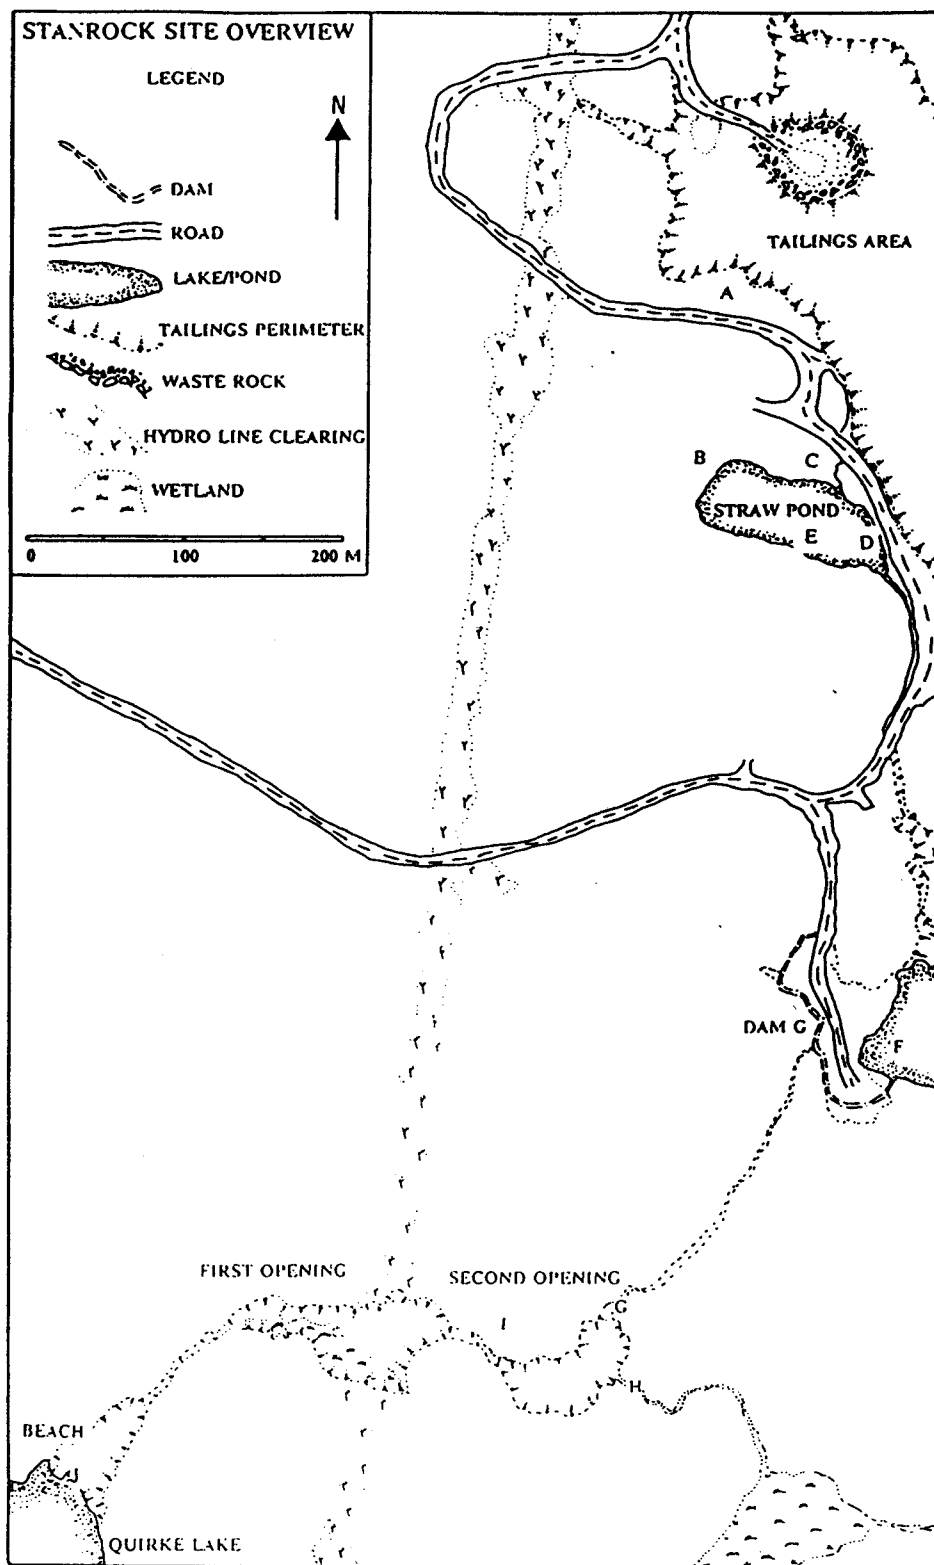 STANROCK SITE OVERVIEW
LEGEND
N
DAM
ROAD
LAKE/POND
TAILINGS PERIMETER
WASTE ROCK
HYDRO LINE CLEARING
WETLAND
0 100 200 M
TAILINGS AREA
A
B
C
STRAW POND
E
D
DAM G
F
FIRST OPENING
SECOND OPENING
G
I
H
BEACH
J
QUIRKE LAKE